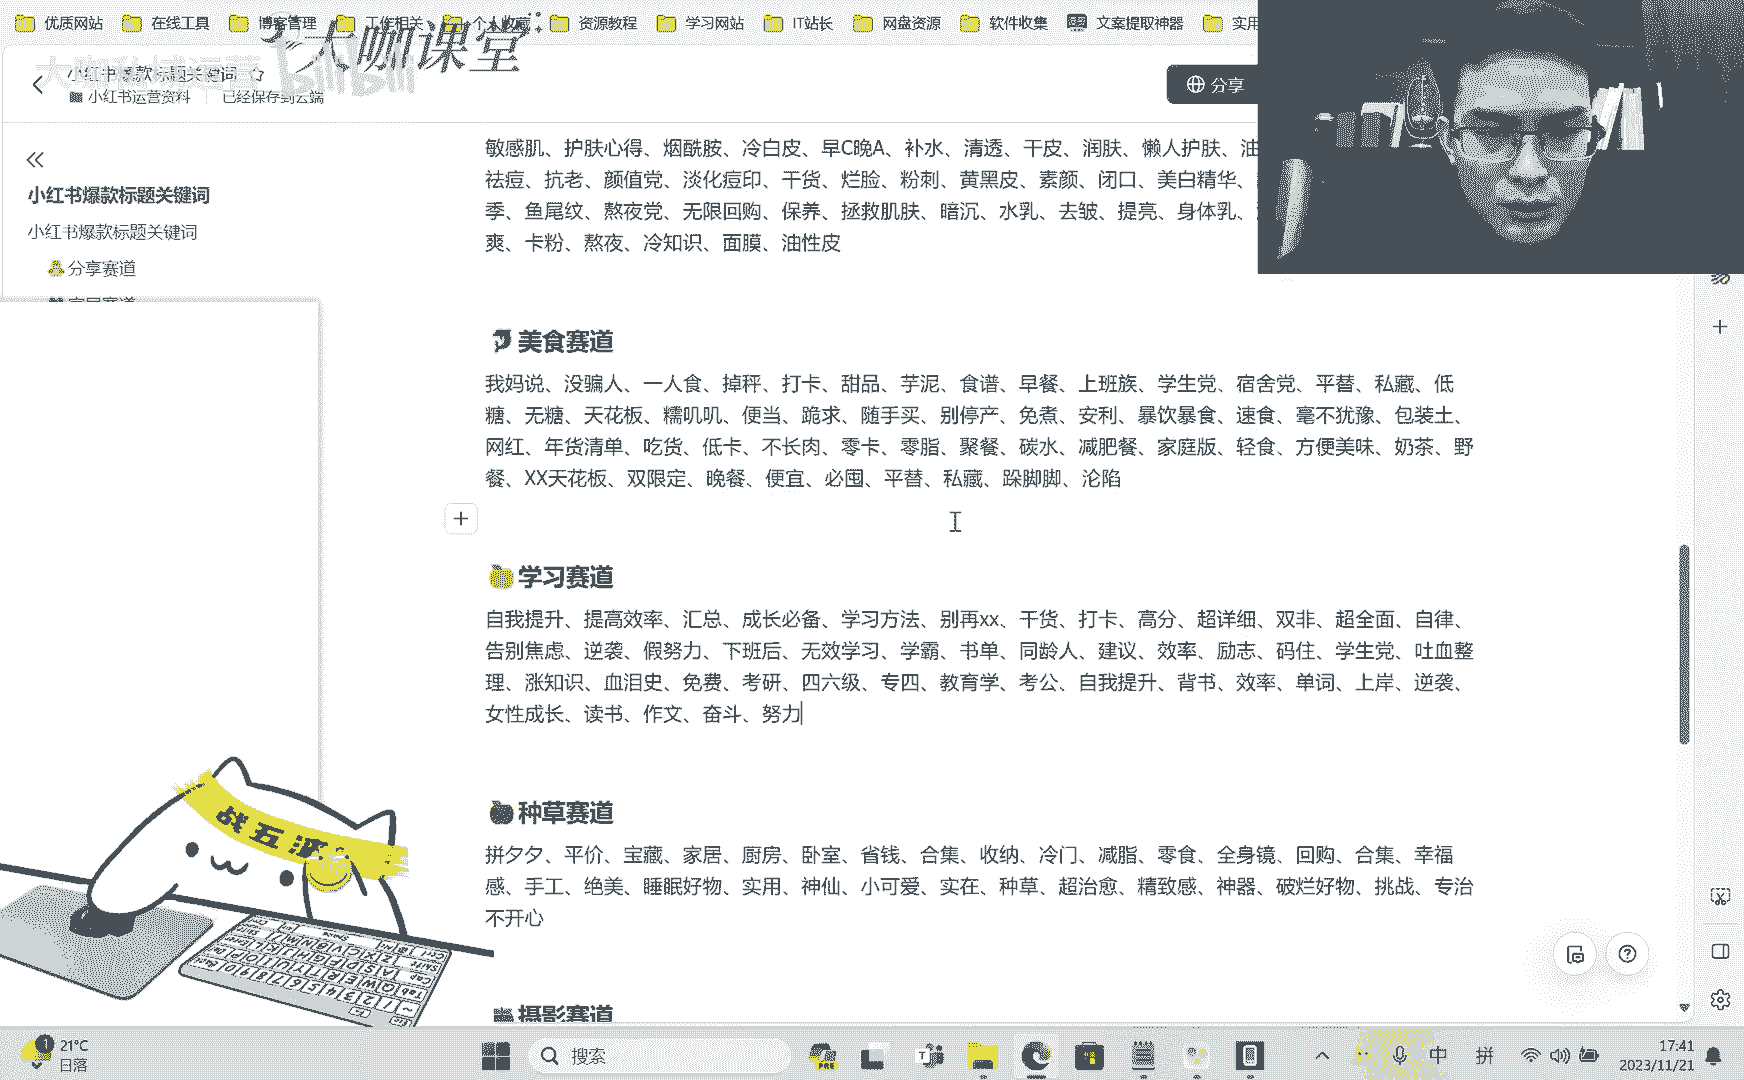 优质网站 在线工具 博客管理 工作相关 个人收藏 资源教程 学习网站 IT站长 网盘资源 软件收集 文案提取神器 实用
大咖课堂
大咖私域运营 bilibili
小红书爆款标题关键词
小红书运营资料 已经保存到云端
分享
小红书爆款标题关键词
小红书爆款标题关键词
分享赛道
家居赛道
敏感肌、护肤心得、烟酰胺、冷白皮、早C晚A、补水、清透、干皮、润肤、懒人护肤、油
祛痘、抗老、颜值党、淡化痘印、干货、烂脸、粉刺、黄黑皮、素颜、闭口、美白精华、
季、鱼尾纹、熬夜党、无限回购、保养、拯救肌肤、暗沉、水乳、去皱、提亮、身体乳、
爽、卡粉、熬夜、冷知识、面膜、油性皮
美食赛道
我妈说、没骗人、一人食、掉秤、打卡、甜品、芋泥、食谱、早餐、上班族、学生党、宿舍党、平替、私藏、低
糖、无糖、天花板、糯叽叽、便当、跪求、随手买、别停产、免煮、安利、暴饮暴食、速食、毫不犹豫、包装土、
网红、年货清单、吃货、低卡、不长肉、零卡、零脂、聚餐、碳水、减肥餐、家庭版、轻食、方便美味、奶茶、野
餐、XX天花板、双限定、晚餐、便宜、必囤、平替、私藏、跺脚脚、沦陷
学习赛道
自我提升、提高效率、汇总、成长必备、学习方法、别再xx、干货、打卡、高分、超详细、双非、超全面、自律、
告别焦虑、逆袭、假努力、下班后、无效学习、学霸、书单、同龄人、建议、效率、励志、码住、学生党、吐血整
理、涨知识、血泪史、免费、考研、四六级、专四、教育学、考公、自我提升、背书、效率、单词、上岸、逆袭、
女性成长、读书、作文、奋斗、努力
种草赛道
拼夕夕、平价、宝藏、家居、厨房、卧室、省钱、合集、收纳、冷门、减脂、零食、全身镜、回购、合集、幸福
感、手工、绝美、睡眠好物、实用、神仙、小可爱、实在、种草、超治愈、精致感、神器、破烂好物、挑战、专治
不开心
摄影赛道
战五渣
1 21°C
日落
搜索
PRE
中 拼
17:41
2023/11/21